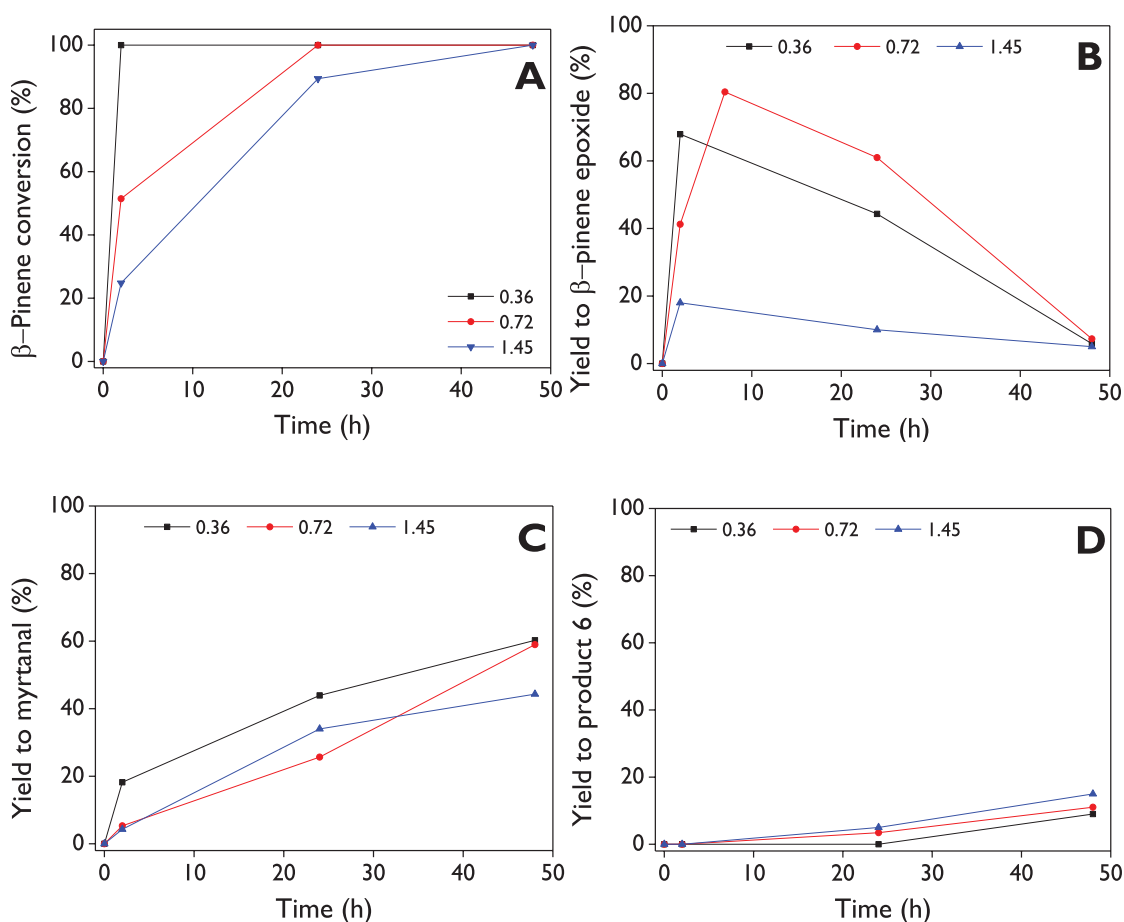 A
β–Pinene conversion (%)
100
80
60
40
20
0
0.36
0.72
1.45
0 10 20 30 40 50
Time (h)
B
Yield to β–pinene epoxide (%)
0.36 0.72 1.45
100
80
60
40
20
0
0 10 20 30 40 50
Time (h)
C
Yield to myrtanal (%)
0.36 0.72 1.45
100
80
60
40
20
0
0 10 20 30 40 50
Time (h)
D
Yield to product 6 (%)
0.36 0.72 1.45
100
80
60
40
20
0
0 10 20 30 40 50
Time (h)